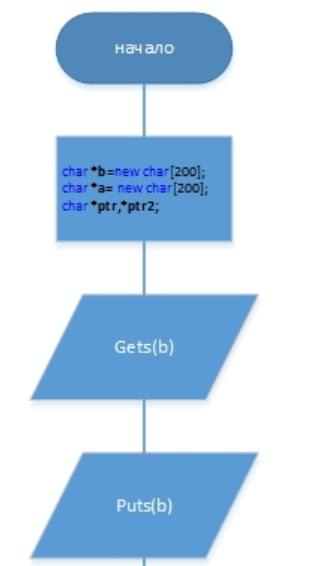 начало
char *b=new char[200];
char *a= new char[200];
char *ptr,*ptr2;
Gets(b)
Puts(b)